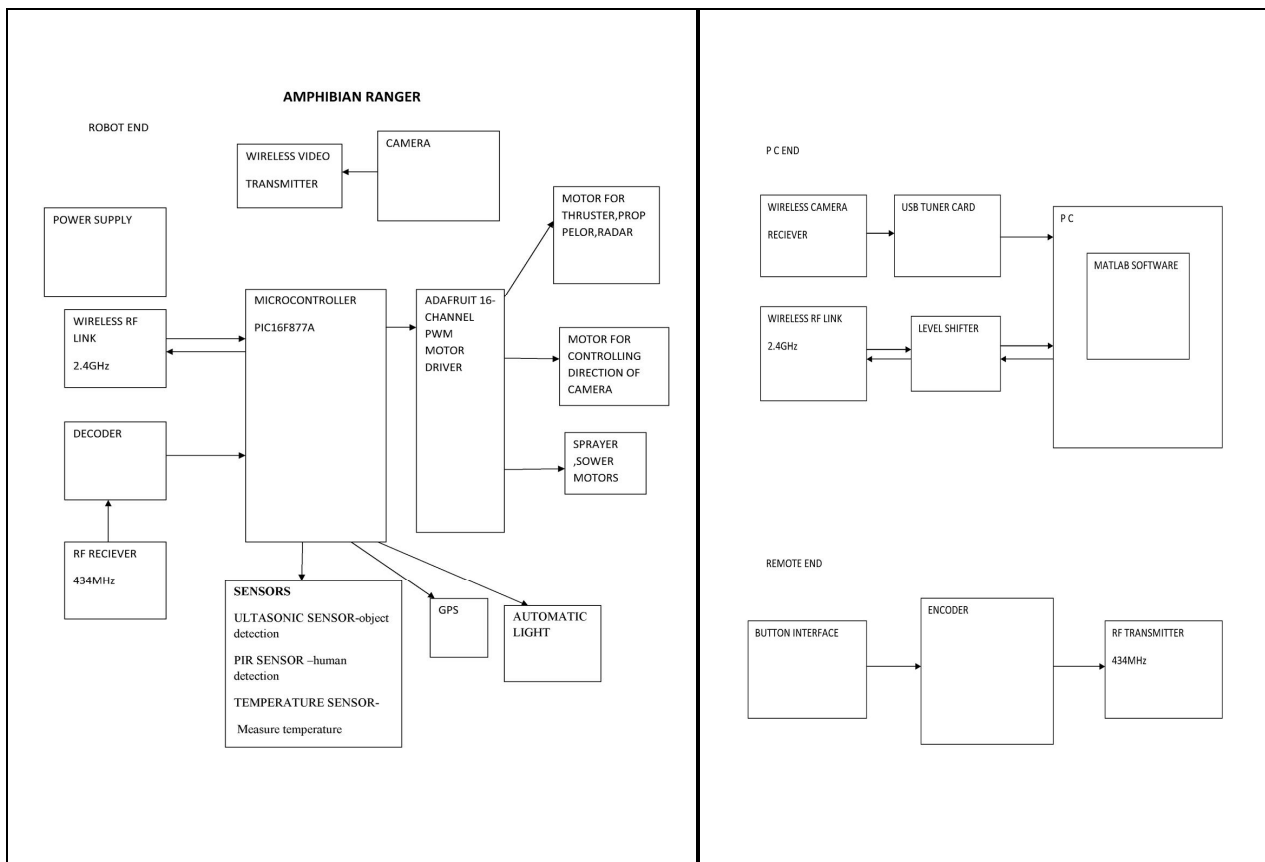 AMPHIBIAN RANGER
ROBOT END
CAMERA
WIRELESS VIDEO
TRANSMITTER
MOTOR FOR
THRUSTER,PROP
PELOR,RADAR
POWER SUPPLY
MICROCONTROLLER
PIC16F877A
ADAFRUIT 16-
CHANNEL
PWM
MOTOR
DRIVER
WIRELESS RF
LINK
2.4GHz
MOTOR FOR
CONTROLLING
DIRECTION OF
CAMERA
DECODER
SPRAYER
,SOWER
MOTORS
RF RECIEVER
434MHz
SENSORS
ULTASONIC SENSOR-object
detection
PIR SENSOR –human
detection
TEMPERATURE SENSOR-
Measure temperature
GPS
AUTOMATIC
LIGHT
P C END
WIRELESS CAMERA
RECIEVER
USB TUNER CARD
P C
MATLAB SOFTWARE
WIRELESS RF LINK
2.4GHz
LEVEL SHIFTER
REMOTE END
BUTTON INTERFACE
ENCODER
RF TRANSMITTER
434MHz